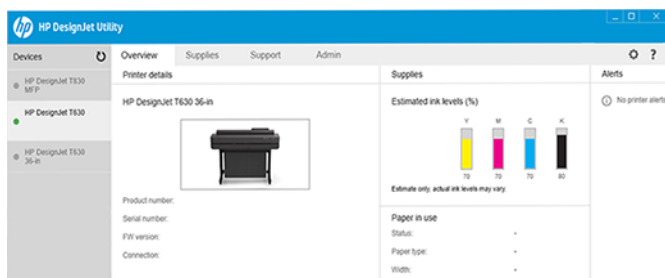 hp HP DesignJet Utility
Devices
Overview Supplies Support Admin
?
HP DesignJet T830
MFP
HP DesignJet T630
HP DesignJet T630
36-in
Printer details
HP DesignJet T630 36-in
Product number:
Serial number:
FW version:
Connection:
Supplies
Estimated ink levels (%)
Y M C K
70 70 70 80
Estimate only, actual ink levels may vary.
Paper in use
Status: -
Paper type: -
Width: -
Alerts
No printer alerts